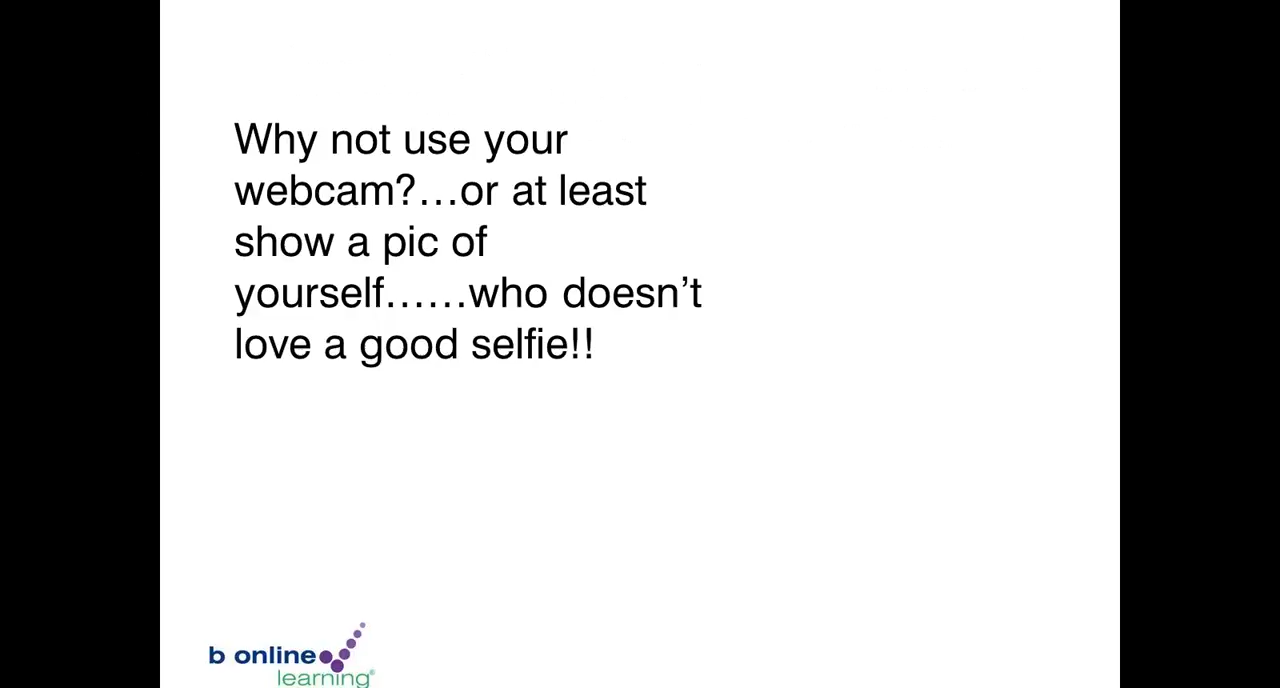 Why not use your
webcam?…or at least
show a pic of
yourself……who doesn’t
love a good selfie!!
b online
learning®